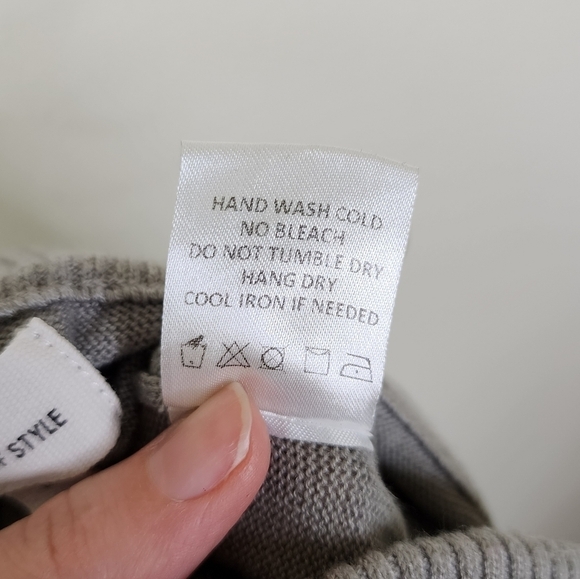 HAND WASH COLD
NO BLEACH
DO NOT TUMBLE DRY
HANG DRY
COOL IRON IF NEEDED
STYLE